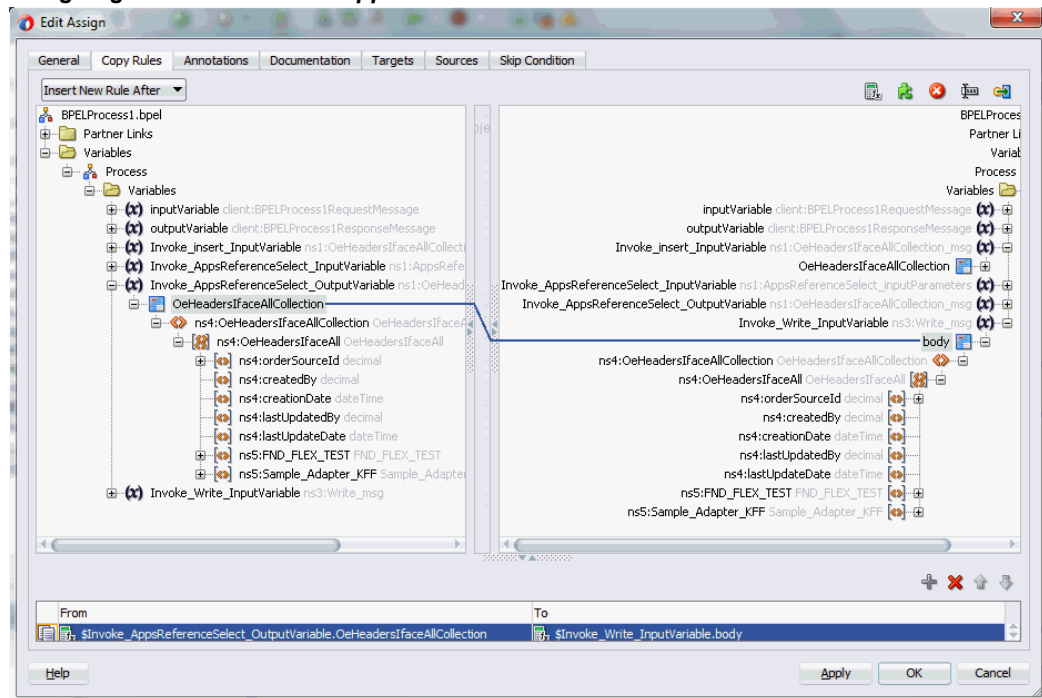 Edit Assign
General Copy Rules Annotations Documentation Targets Sources Skip Condition
Insert New Rule After
BPELProcess1.bpel
Partner Links
Variables
Process
Variables
inputVariable client:BPELProcess1RequestMessage
outputVariable client:BPELProcess1ResponseMessage
Invoke_insert_InputVariable ns1:OeHeadersIfaceAllCollecti
Invoke_AppsReferenceSelect_InputVariable ns1:AppsRefe
Invoke_AppsReferenceSelect_OutputVariable ns1:OeHead
OeHeadersIfaceAllCollection
ns4:OeHeadersIfaceAllCollection OeHeadersIfaceA
ns4:OeHeadersIfaceAll OeHeadersIfaceAll
ns4:orderSourceId decimal
ns4:createdBy decimal
ns4:creationDate dateTime
ns4:lastUpdatedBy decimal
ns4:lastUpdateDate dateTime
ns5:FND_FLEX_TEST FND_FLEX_TEST
ns5:Sample_Adapter_KFF Sample_Adapter
Invoke_Write_InputVariable ns3:Write_msg
BPELProces
Partner Li
Variab
Process
Variables
inputVariable client:BPELProcess1RequestMessage
outputVariable client:BPELProcess1ResponseMessage
Invoke_insert_InputVariable ns1:OeHeadersIfaceAllCollection_msg
OeHeadersIfaceAllCollection
Invoke_AppsReferenceSelect_InputVariable ns1:AppsReferenceSelect_inputParameters
Invoke_AppsReferenceSelect_OutputVariable ns1:OeHeadersIfaceAllCollection_msg
Invoke_Write_InputVariable ns3:Write_msg
body
ns4:OeHeadersIfaceAllCollection OeHeadersIfaceAllCollection
ns4:OeHeadersIfaceAll OeHeadersIfaceAll
ns4:orderSourceId decimal
ns4:createdBy decimal
ns4:creationDate dateTime
ns4:lastUpdatedBy decimal
ns4:lastUpdateDate dateTime
ns5:FND_FLEX_TEST FND_FLEX_TEST
ns5:Sample_Adapter_KFF Sample_Adapter_KFF
From To
$Invoke_AppsReferenceSelect_OutputVariable.OeHeadersIfaceAllCollection $Invoke_Write_InputVariable.body
Help Apply OK Cancel